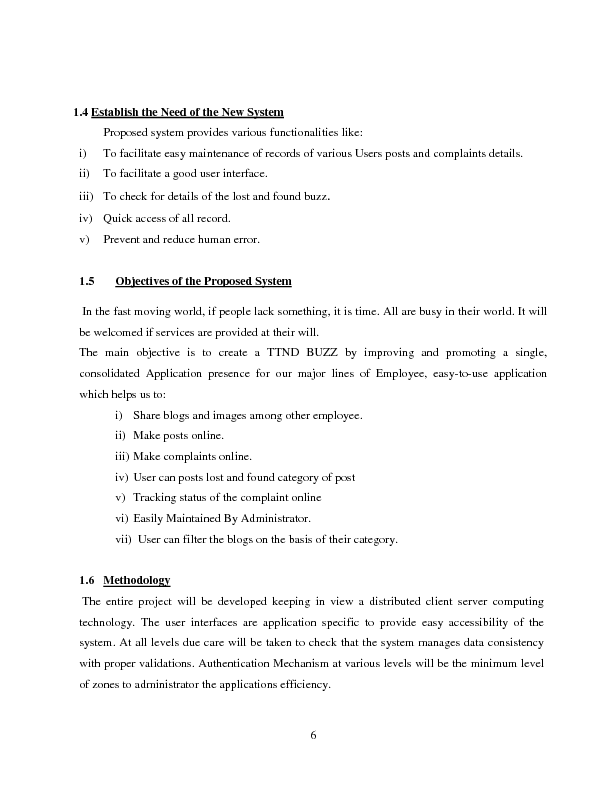 1.4 Establish the Need of the New System
Proposed system provides various functionalities like:
i) To facilitate easy maintenance of records of various Users posts and complaints details.
ii) To facilitate a good user interface.
iii) To check for details of the lost and found buzz.
iv) Quick access of all record.
v) Prevent and reduce human error.
1.5 Objectives of the Proposed System
In the fast moving world, if people lack something, it is time. All are busy in their world. It will
be welcomed if services are provided at their will.
The main objective is to create a TTND BUZZ by improving and promoting a single,
consolidated Application presence for our major lines of Employee, easy-to-use application
which helps us to:
i) Share blogs and images among other employee.
ii) Make posts online.
iii) Make complaints online.
iv) User can posts lost and found category of post
v) Tracking status of the complaint online
vi) Easily Maintained By Administrator.
vii) User can filter the blogs on the basis of their category.
1.6 Methodology
The entire project will be developed keeping in view a distributed client server computing
technology. The user interfaces are application specific to provide easy accessibility of the
system. At all levels due care will be taken to check that the system manages data consistency
with proper validations. Authentication Mechanism at various levels will be the minimum level
of zones to administrator the applications efficiency.
6